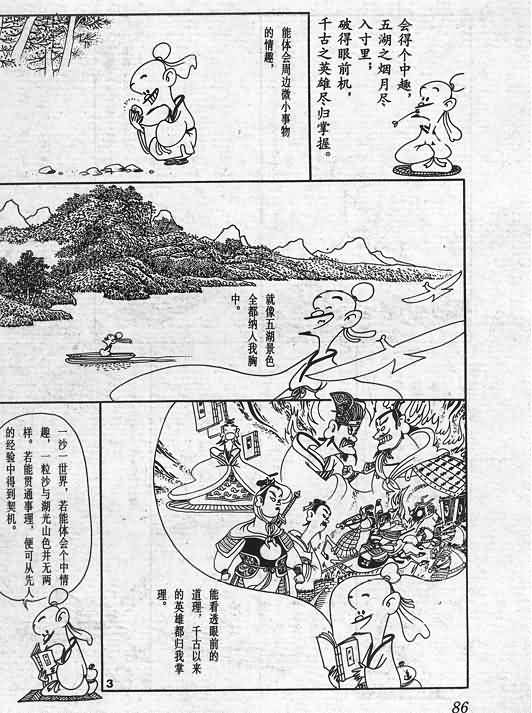 会得个中趣，
五湖之烟月尽
入寸里；
破得眼前机，
千古之英雄尽
归掌握。
能体会周边微小事物
的情趣，
就像五湖景色
全都纳入我胸
中。
能看透眼前的
道理，千古以来
的英雄都归我掌
理。
一沙一世界，若能体会个中情
趣，一粒沙与湖光山色并无两
样。若能贯通事理，便可从先人
的经验中得到契机。
3
86